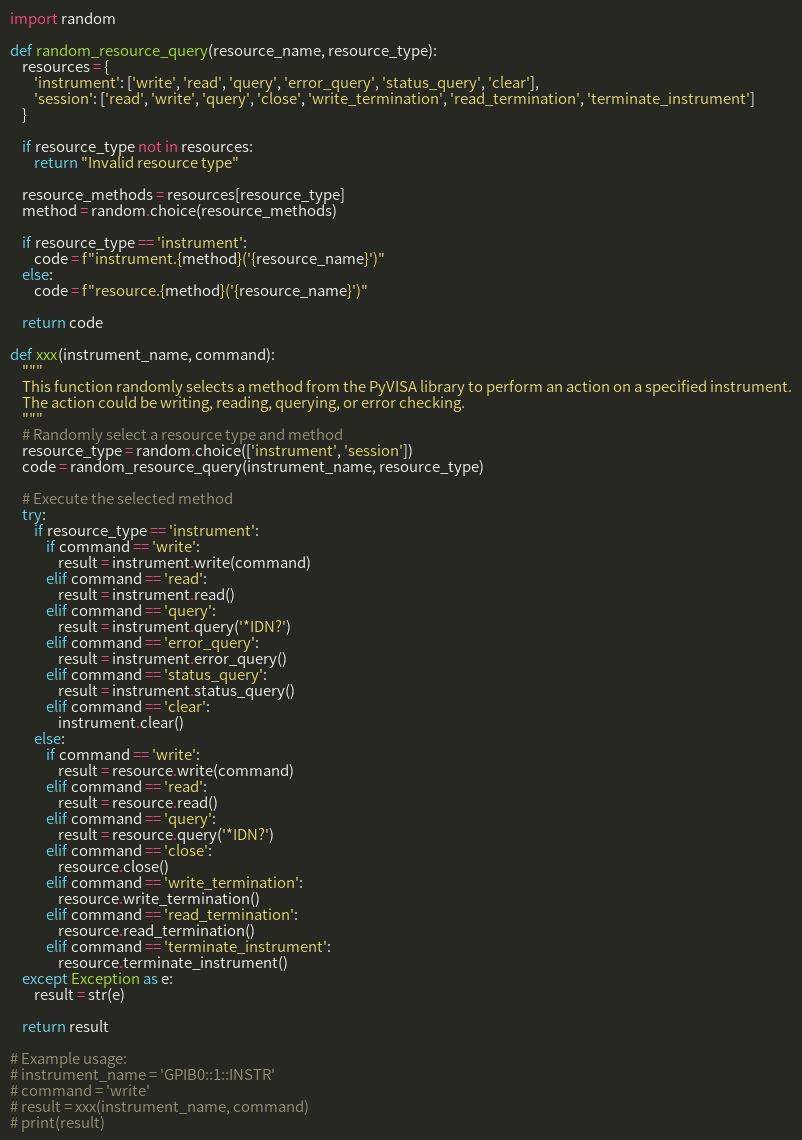 import random

def random_resource_query(resource_name, resource_type):
    resources = {
        'instrument': ['write', 'read', 'query', 'error_query', 'status_query', 'clear'],
        'session': ['read', 'write', 'query', 'close', 'write_termination', 'read_termination', 'terminate_instrument']
    }

    if resource_type not in resources:
        return "Invalid resource type"

    resource_methods = resources[resource_type]
    method = random.choice(resource_methods)

    if resource_type == 'instrument':
        code = f"instrument.{method}('{resource_name}')"
    else:
        code = f"resource.{method}('{resource_name}')"

    return code

def xxx(instrument_name, command):
    """
    This function randomly selects a method from the PyVISA library to perform an action on a specified instrument.
    The action could be writing, reading, querying, or error checking.
    """
    # Randomly select a resource type and method
    resource_type = random.choice(['instrument', 'session'])
    code = random_resource_query(instrument_name, resource_type)

    # Execute the selected method
    try:
        if resource_type == 'instrument':
            if command == 'write':
                result = instrument.write(command)
            elif command == 'read':
                result = instrument.read()
            elif command == 'query':
                result = instrument.query('*IDN?')
            elif command == 'error_query':
                result = instrument.error_query()
            elif command == 'status_query':
                result = instrument.status_query()
            elif command == 'clear':
                instrument.clear()
        else:
            if command == 'write':
                result = resource.write(command)
            elif command == 'read':
                result = resource.read()
            elif command == 'query':
                result = resource.query('*IDN?')
            elif command == 'close':
                resource.close()
            elif command == 'write_termination':
                resource.write_termination()
            elif command == 'read_termination':
                resource.read_termination()
            elif command == 'terminate_instrument':
                resource.terminate_instrument()
    except Exception as e:
        result = str(e)

    return result

# Example usage:
# instrument_name = 'GPIB0::1::INSTR'
# command = 'write'
# result = xxx(instrument_name, command)
# print(result)